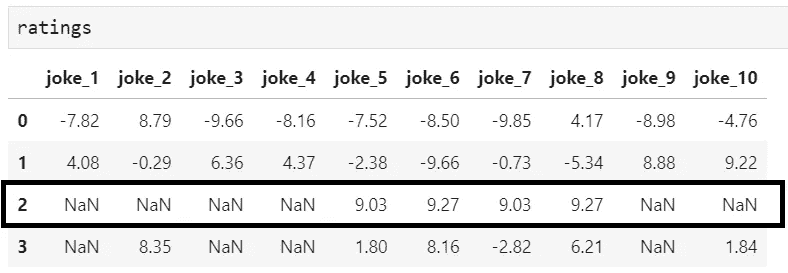 ratings
joke_1 joke_2 joke_3 joke_4 joke_5 joke_6 joke_7 joke_8 joke_9 joke_10
0 -7.82 8.79 -9.66 -8.16 -7.52 -8.50 -9.85 4.17 -8.98 -4.76
1 4.08 -0.29 6.36 4.37 -2.38 -9.66 -0.73 -5.34 8.88 9.22
2 NaN NaN NaN NaN 9.03 9.27 9.03 9.27 NaN NaN
3 NaN 8.35 NaN NaN 1.80 8.16 -2.82 6.21 NaN 1.84